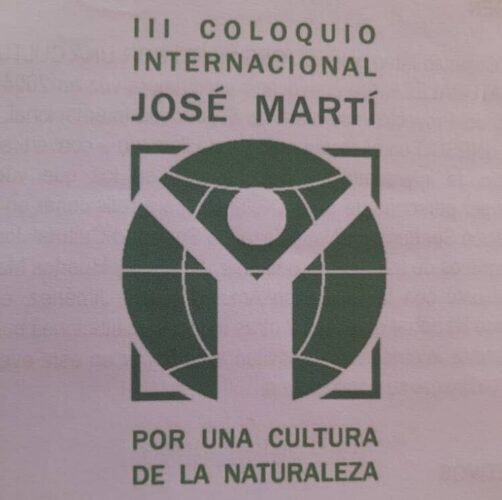 III COLOQUIO
INTERNACIONAL
JOSÉ MARTÍ
POR UNA CULTURA
DE LA NATURALEZA